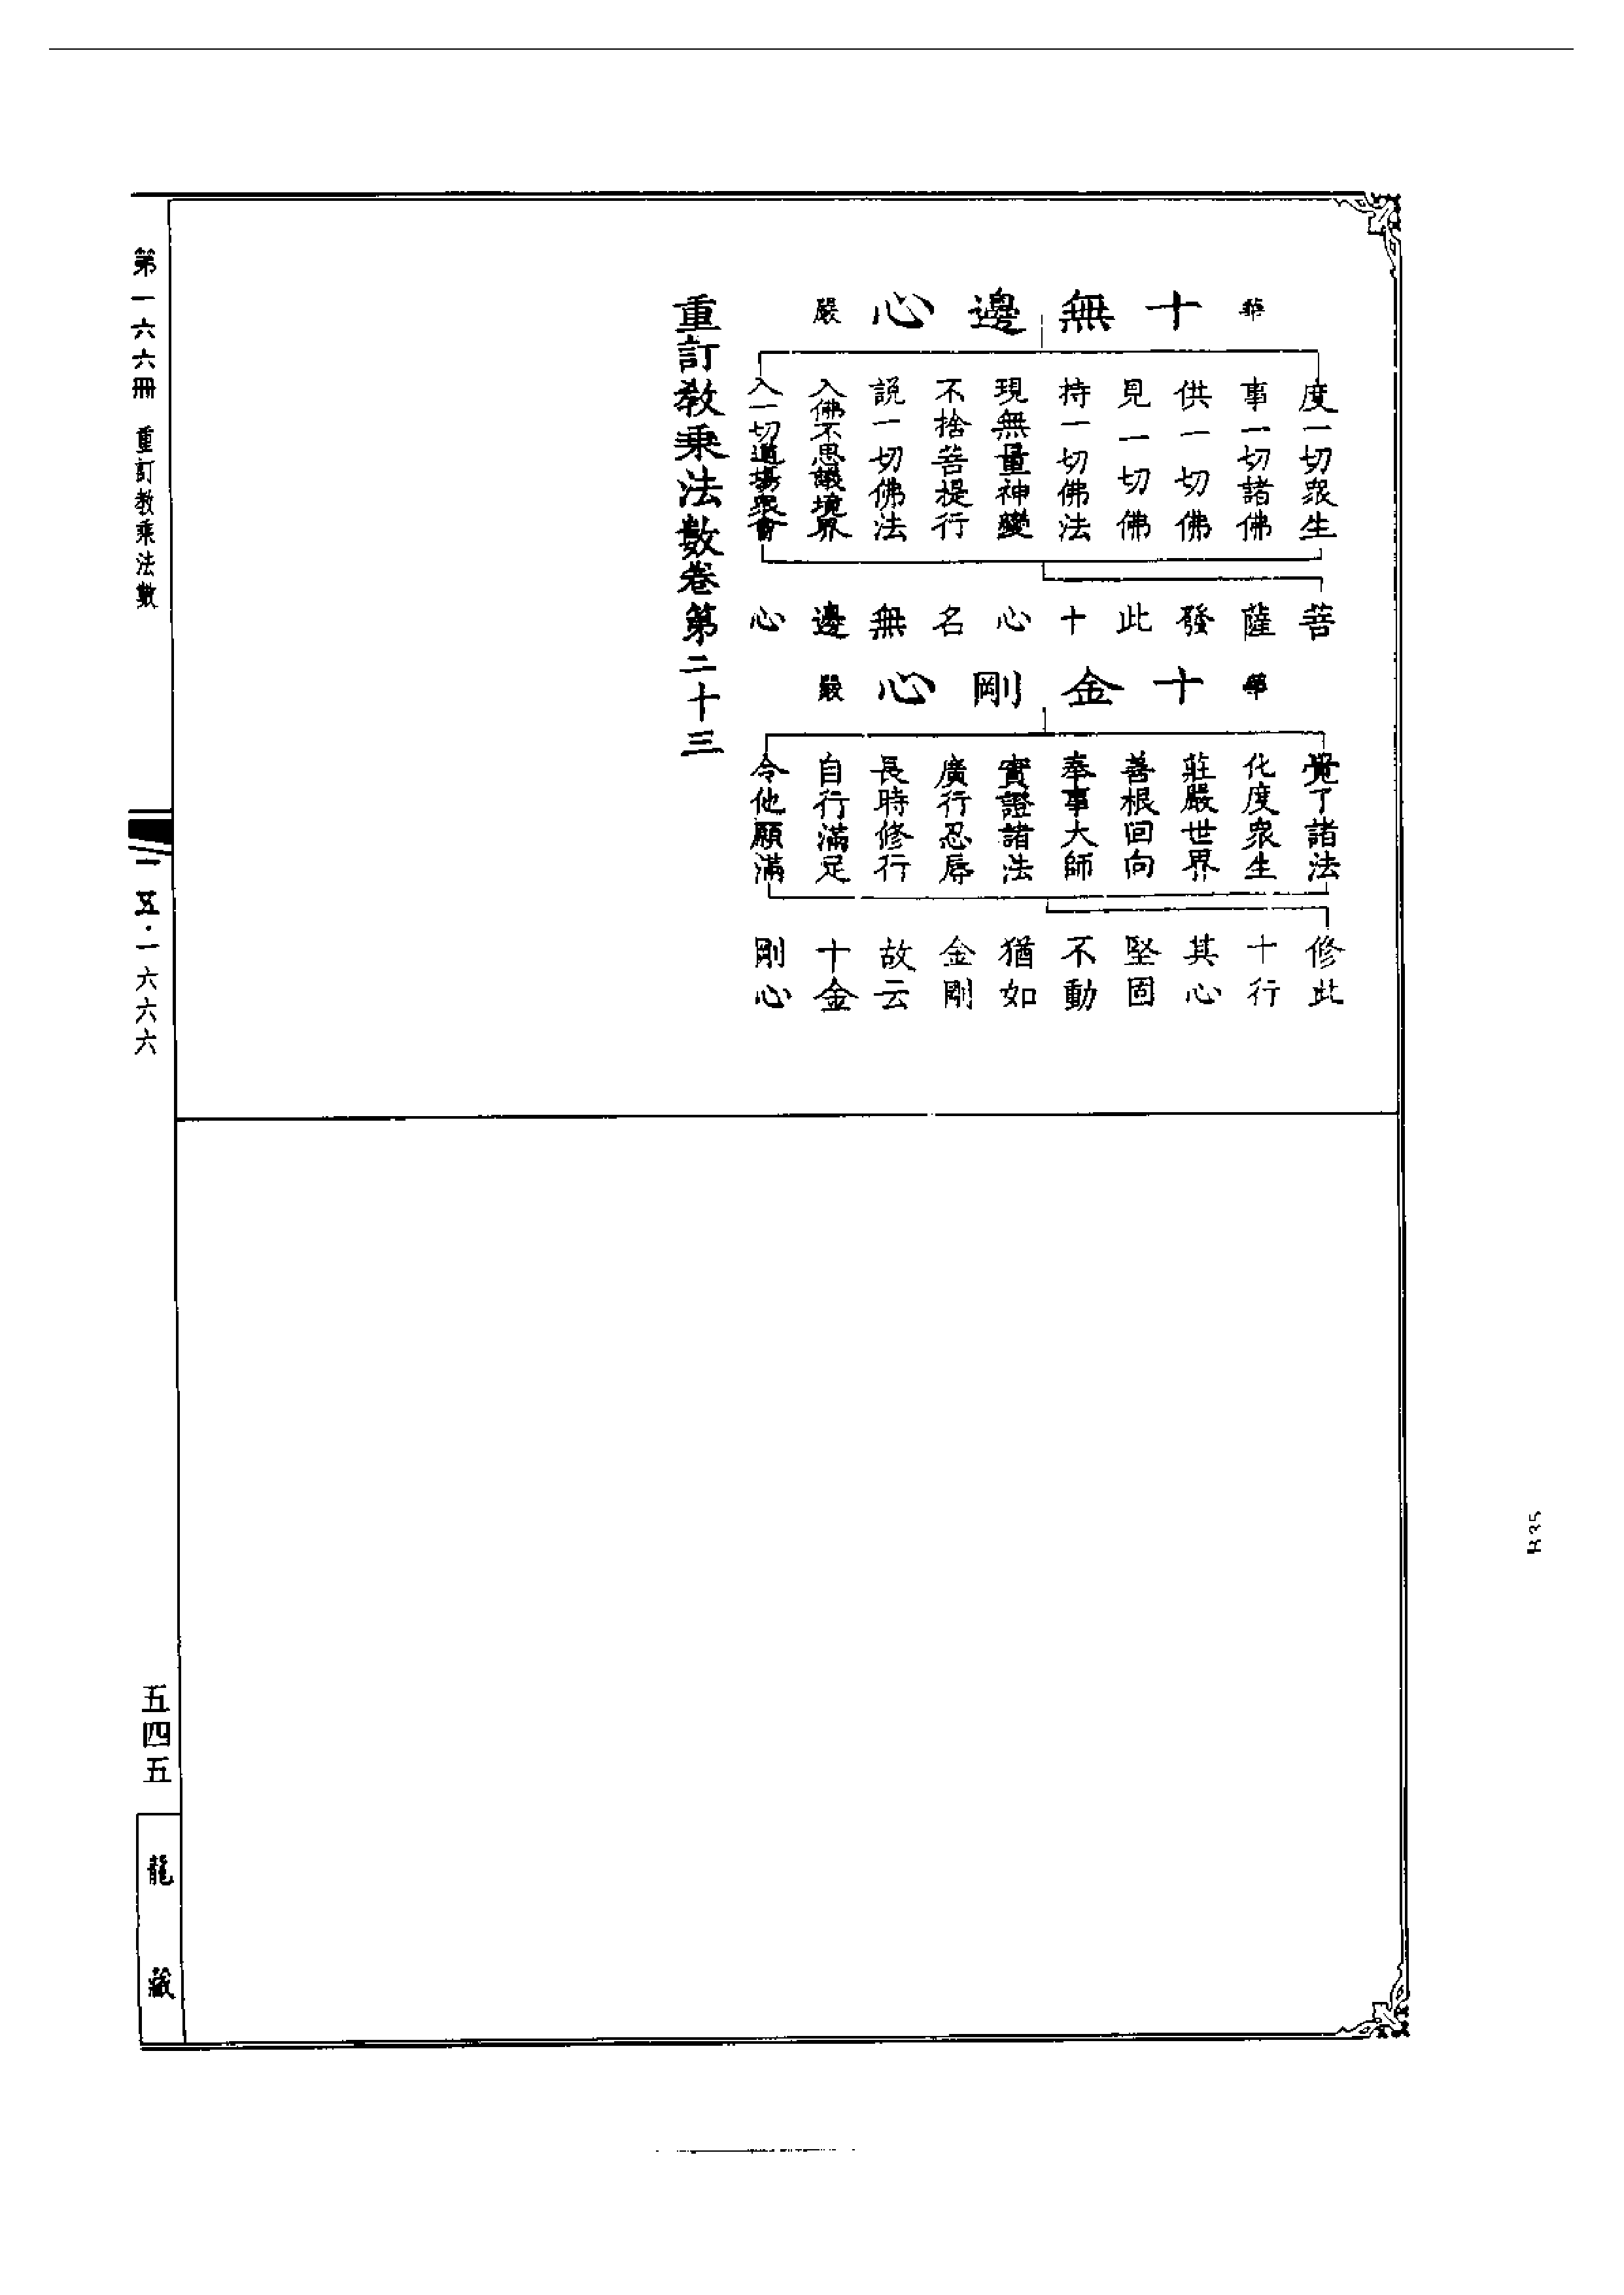 華 十無邊心 嚴
度一切眾生
事一切諸佛
供一切佛
見一切佛
持一切佛法
現無量神變
不捨菩提行
說一切佛法
入佛不思議境界
入一切道場眾會
菩薩發此十心名無邊心
華 十金剛心 嚴
覺了諸法
化度眾生
莊嚴世界
善根回向
奉事大師
實證諸法
廣行忍辱
長時修行
自行滿足
令他願滿
修此
十行
其心
堅固
不動
猶如
金剛
故云
十金
剛心
重訂教乘法數卷第二十三
第一六六冊 重訂教乘法數
一五·一六六六
五四五
龍藏
B35